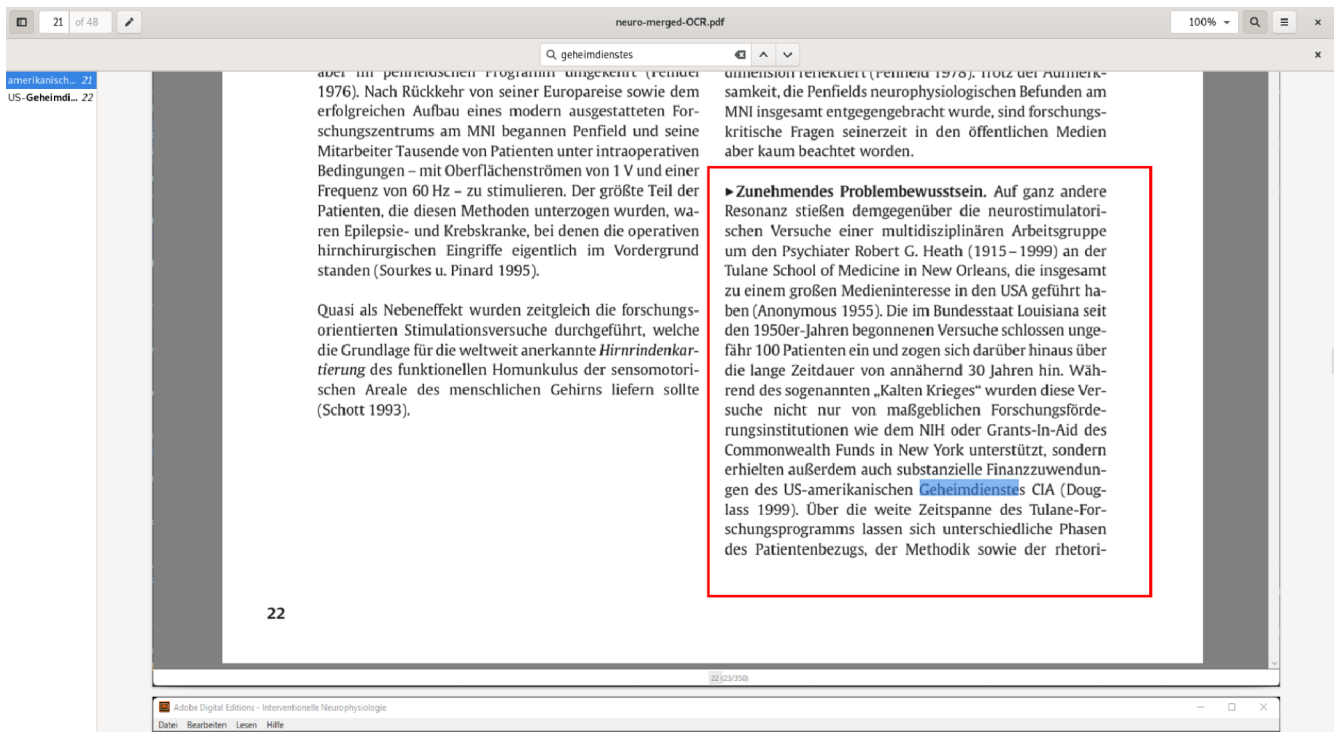 21 of 48
neuro-merged-OCR.pdf
100%
geheimdienstes
amerikanisch... 21
US-Geheimdi... 22
aber im penfieldschen Programm umgekehrt (Feindel
1976). Nach Rückkehr von seiner Europareise sowie dem
erfolgreichen Aufbau eines modern ausgestatteten For-
schungszentrums am MNI begannen Penfield und seine
Mitarbeiter Tausende von Patienten unter intraoperativen
Bedingungen – mit Oberflächenströmen von 1 V und einer
Frequenz von 60 Hz – zu stimulieren. Der größte Teil der
Patienten, die diesen Methoden unterzogen wurden, wa-
ren Epilepsie- und Krebskranke, bei denen die operativen
hirnchirurgischen Eingriffe eigentlich im Vordergrund
standen (Sourkes u. Pinard 1995).
Quasi als Nebeneffekt wurden zeitgleich die forschungs-
orientierten Stimulationsversuche durchgeführt, welche
die Grundlage für die weltweit anerkannte Hirnrindenkar-
tierung des funktionellen Homunkulus der sensomotori-
schen Areale des menschlichen Gehirns liefern sollte
(Schott 1993).
22
dimension reflektiert (Penfield 1978). Trotz der Aufmerk-
samkeit, die Penfields neurophysiologischen Befunden am
MNI insgesamt entgegengebracht wurde, sind forschungs-
kritische Fragen seinerzeit in den öffentlichen Medien
aber kaum beachtet worden.
►Zunehmendes Problembewusstsein. Auf ganz andere
Resonanz stießen demgegenüber die neurostimulatori-
schen Versuche einer multidisziplinären Arbeitsgruppe
um den Psychiater Robert G. Heath (1915–1999) an der
Tulane School of Medicine in New Orleans, die insgesamt
zu einem großen Medieninteresse in den USA geführt ha-
ben (Anonymous 1955). Die im Bundesstaat Louisiana seit
den 1950er-Jahren begonnenen Versuche schlossen unge-
fähr 100 Patienten ein und zogen sich darüber hinaus über
die lange Zeitdauer von annähernd 30 Jahren hin. Wäh-
rend des sogenannten „Kalten Krieges“ wurden diese Ver-
suche nicht nur von maßgeblichen Forschungsförde-
rungsinstitutionen wie dem NIH oder Grants-In-Aid des
Commonwealth Funds in New York unterstützt, sondern
erhielten außerdem auch substanzielle Finanzzuwendun-
gen des US-amerikanischen Geheimdienstes CIA (Doug-
lass 1999). Über die weite Zeitspanne des Tulane-For-
schungsprogramms lassen sich unterschiedliche Phasen
des Patientenbezugs, der Methodik sowie der rhetori-
22 (23/350)
Adobe Digital Editions - Interventionelle Neurophysiologie
Datei Bearbeiten Lesen Hilfe